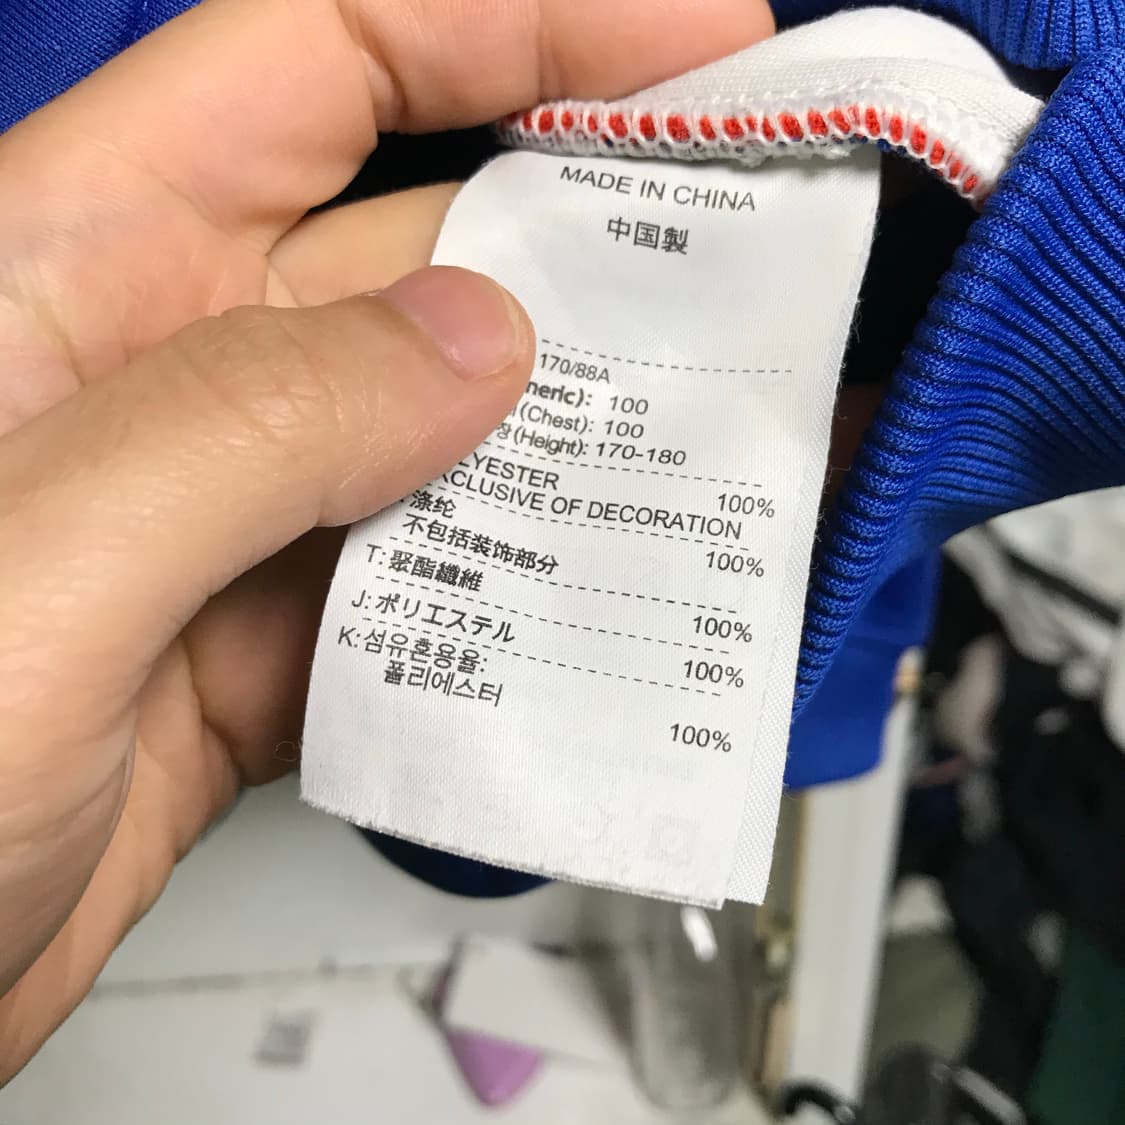 MADE IN CHINA
中国製
170/88A
neric): 100
(Chest): 100
(Height): 170-180
YESTER 100%
CLUSIVE OF DECORATION
涤纶 100%
不包括装饰部分
T: 聚酯纖維 100%
J: ポリエステル 100%
K: 섬유혼용율:
폴리에스터 100%